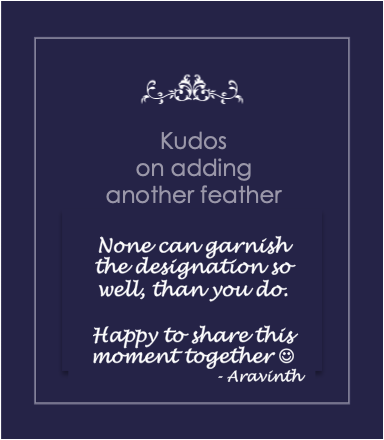 Kudos
on adding
another feather
None can garnish
the designation so
well, than you do.
Happy to share this
moment together ☺
- Aravinth